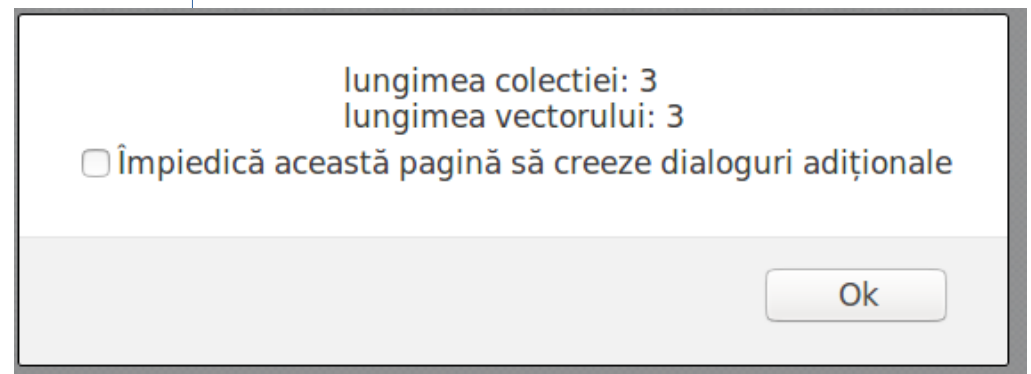 lungimea colectiei: 3
lungimea vectorului: 3
Împiedică această pagină să creeze dialoguri adiționale
Ok